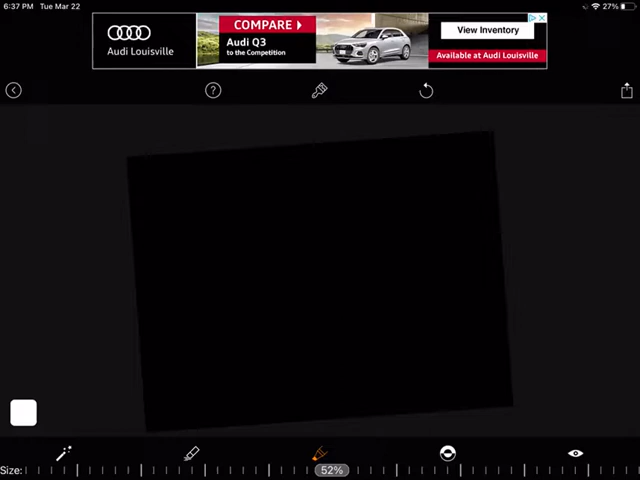 6:37 PM Tue Mar 22
27%
COMPARE
Audi Q3
to the Competition
Audi Louisville
View Inventory
Available at Audi Louisville
?
Size:
52%